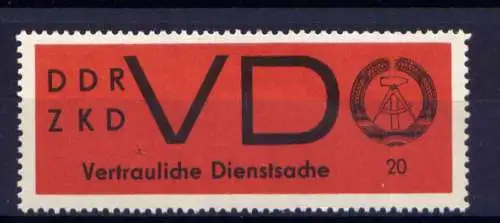 DDR VD
ZKD
Vertrauliche Dienstsache 20